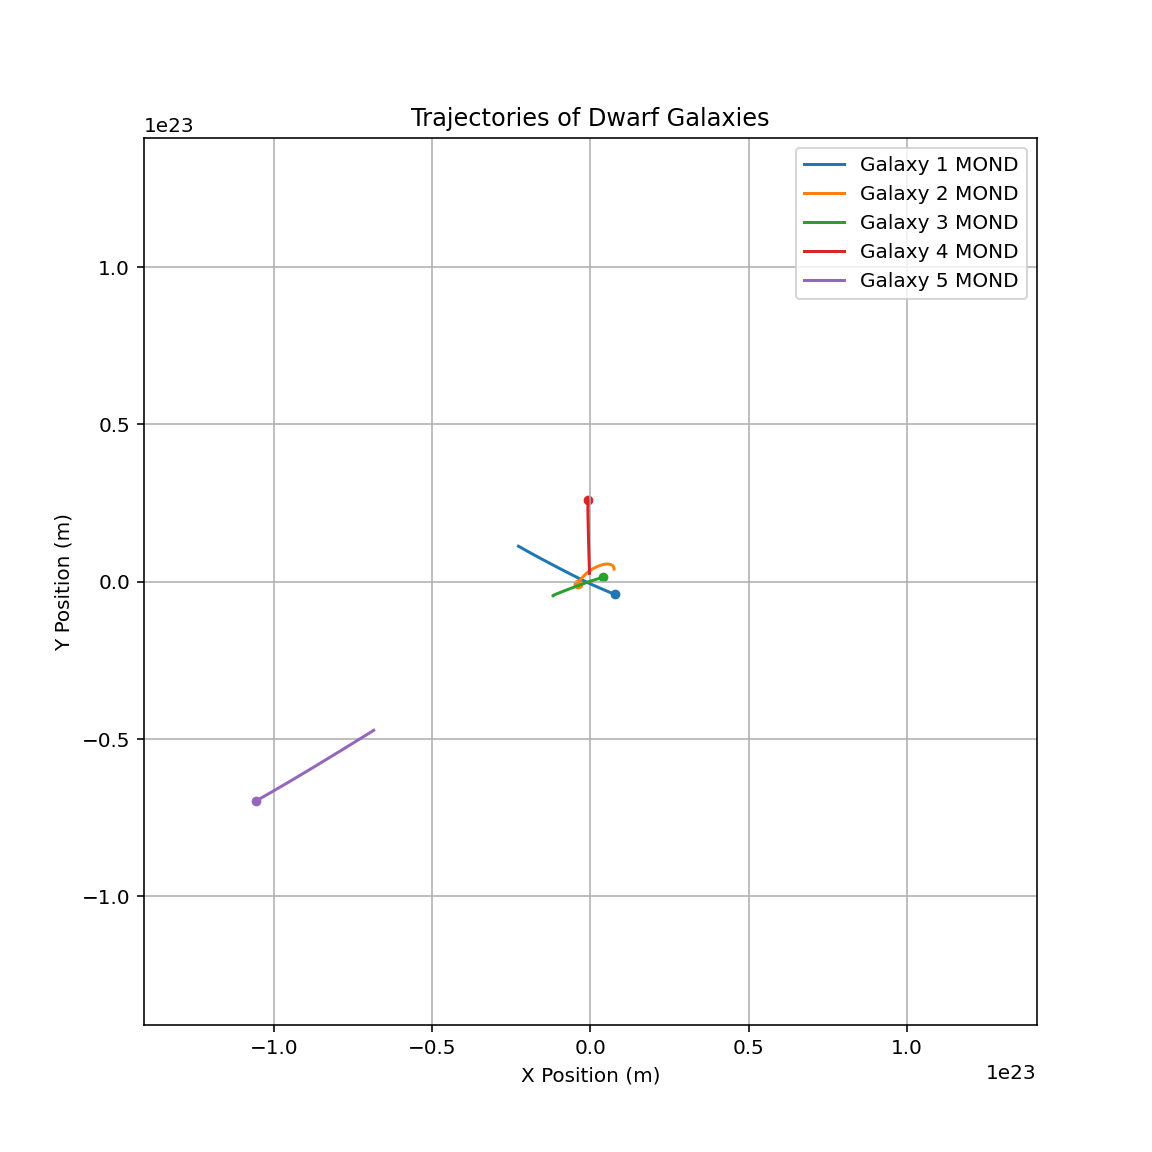 Trajectories of Dwarf Galaxies
1e23
Galaxy 1 MOND
Galaxy 2 MOND
Galaxy 3 MOND
Galaxy 4 MOND
Galaxy 5 MOND
1.0
0.5
0.0
−0.5
−1.0
Y Position (m)
−1.0 −0.5 0.0 0.5 1.0
X Position (m)
1e23